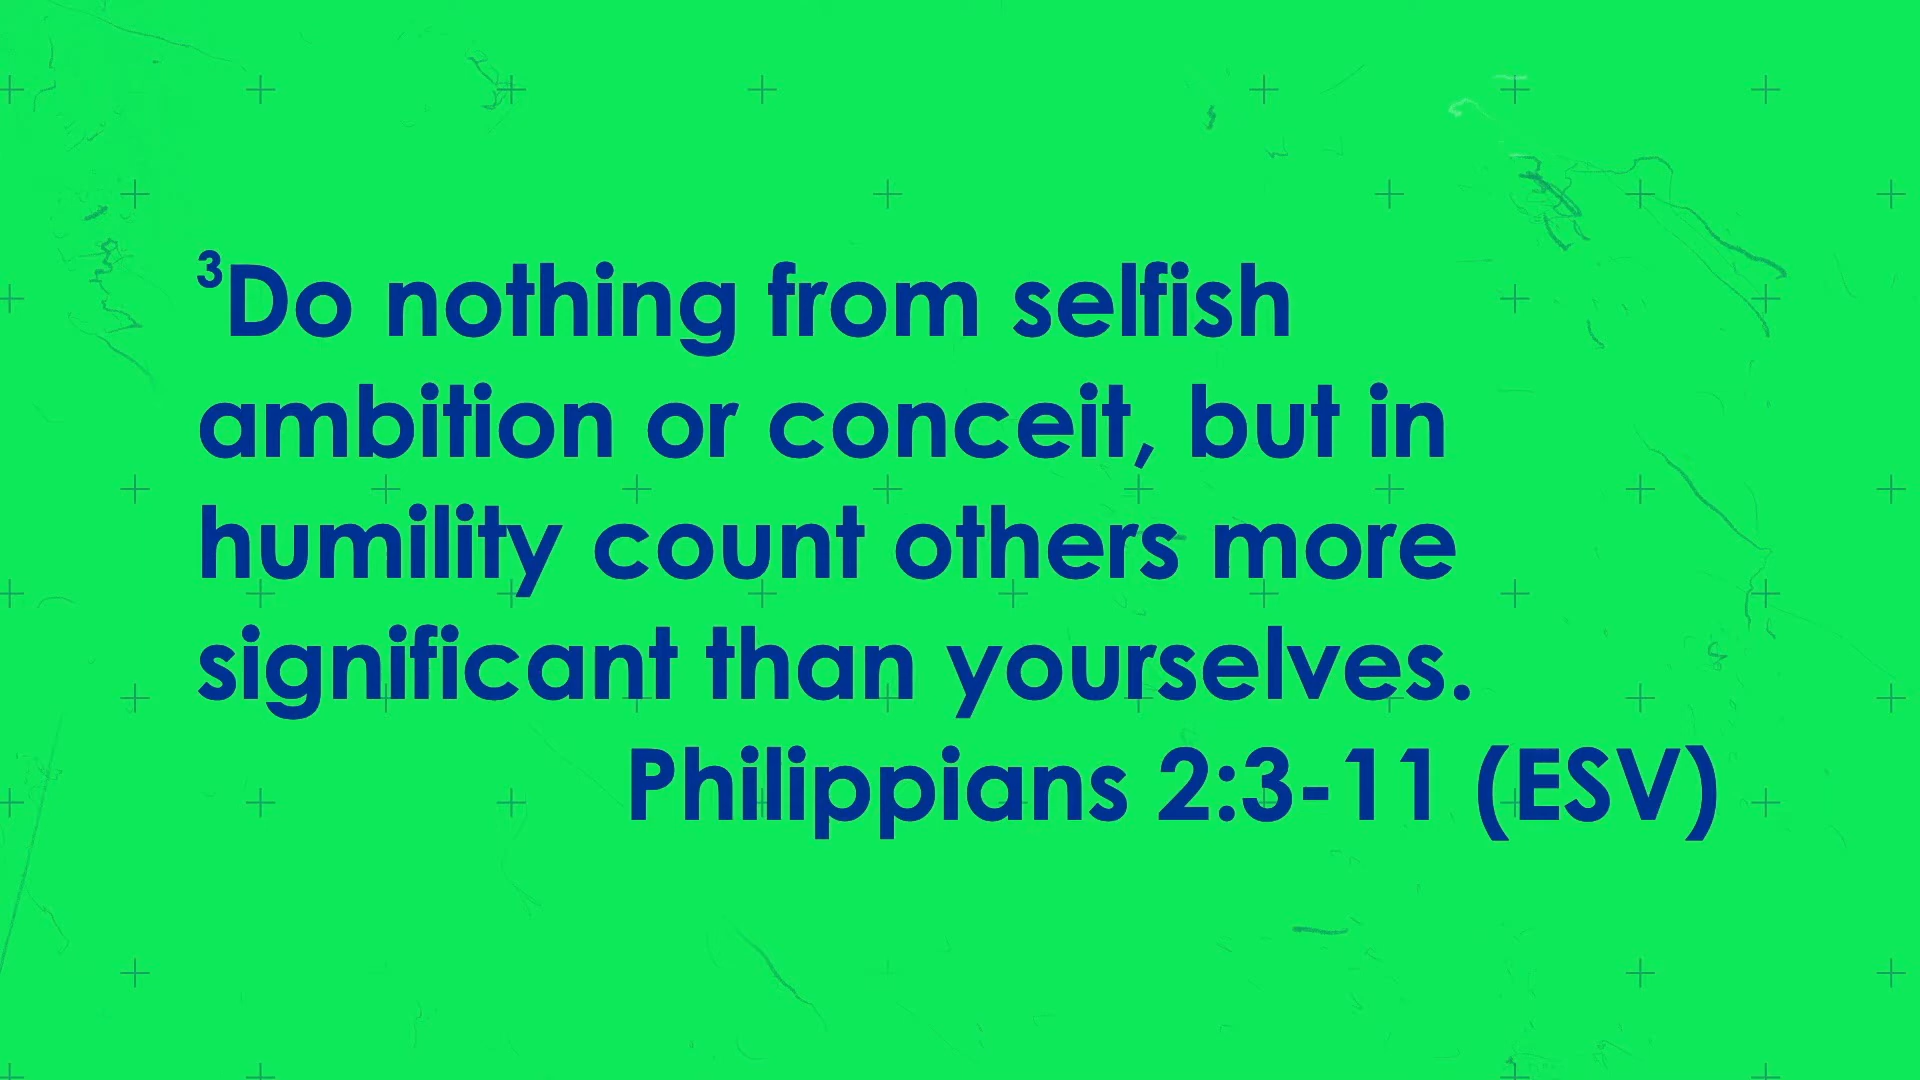 ³Do nothing from selfish
ambition or conceit, but in
humility count others more
significant than yourselves.
Philippians 2:3-11 (ESV)